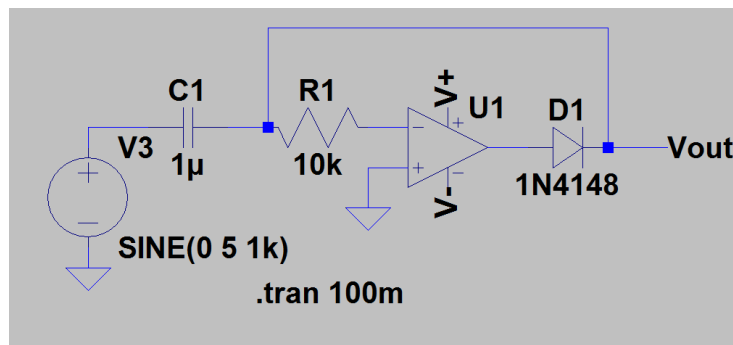 C1
R1
V+
U1
D1
V3
1µ
10k
V-
1N4148
Vout
SINE(0 5 1k)
.tran 100m